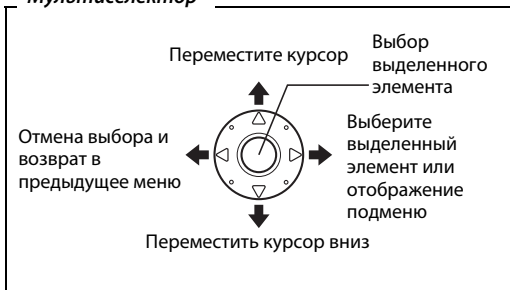 Мультиселектор
Переместите курсор
Выбор
выделенного
элемента
Отмена выбора и
возврат в
предыдущее меню
Выберите
выделенный
элемент или
отображение
подменю
Переместить курсор вниз